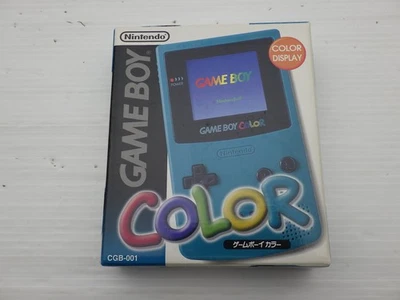 Nintendo
COLOR
DISPLAY
GAME BOY
GAME BOY
GAME BOY COLOR
Nintendo
COLOR
ゲームボーイ カラー
CGB-001